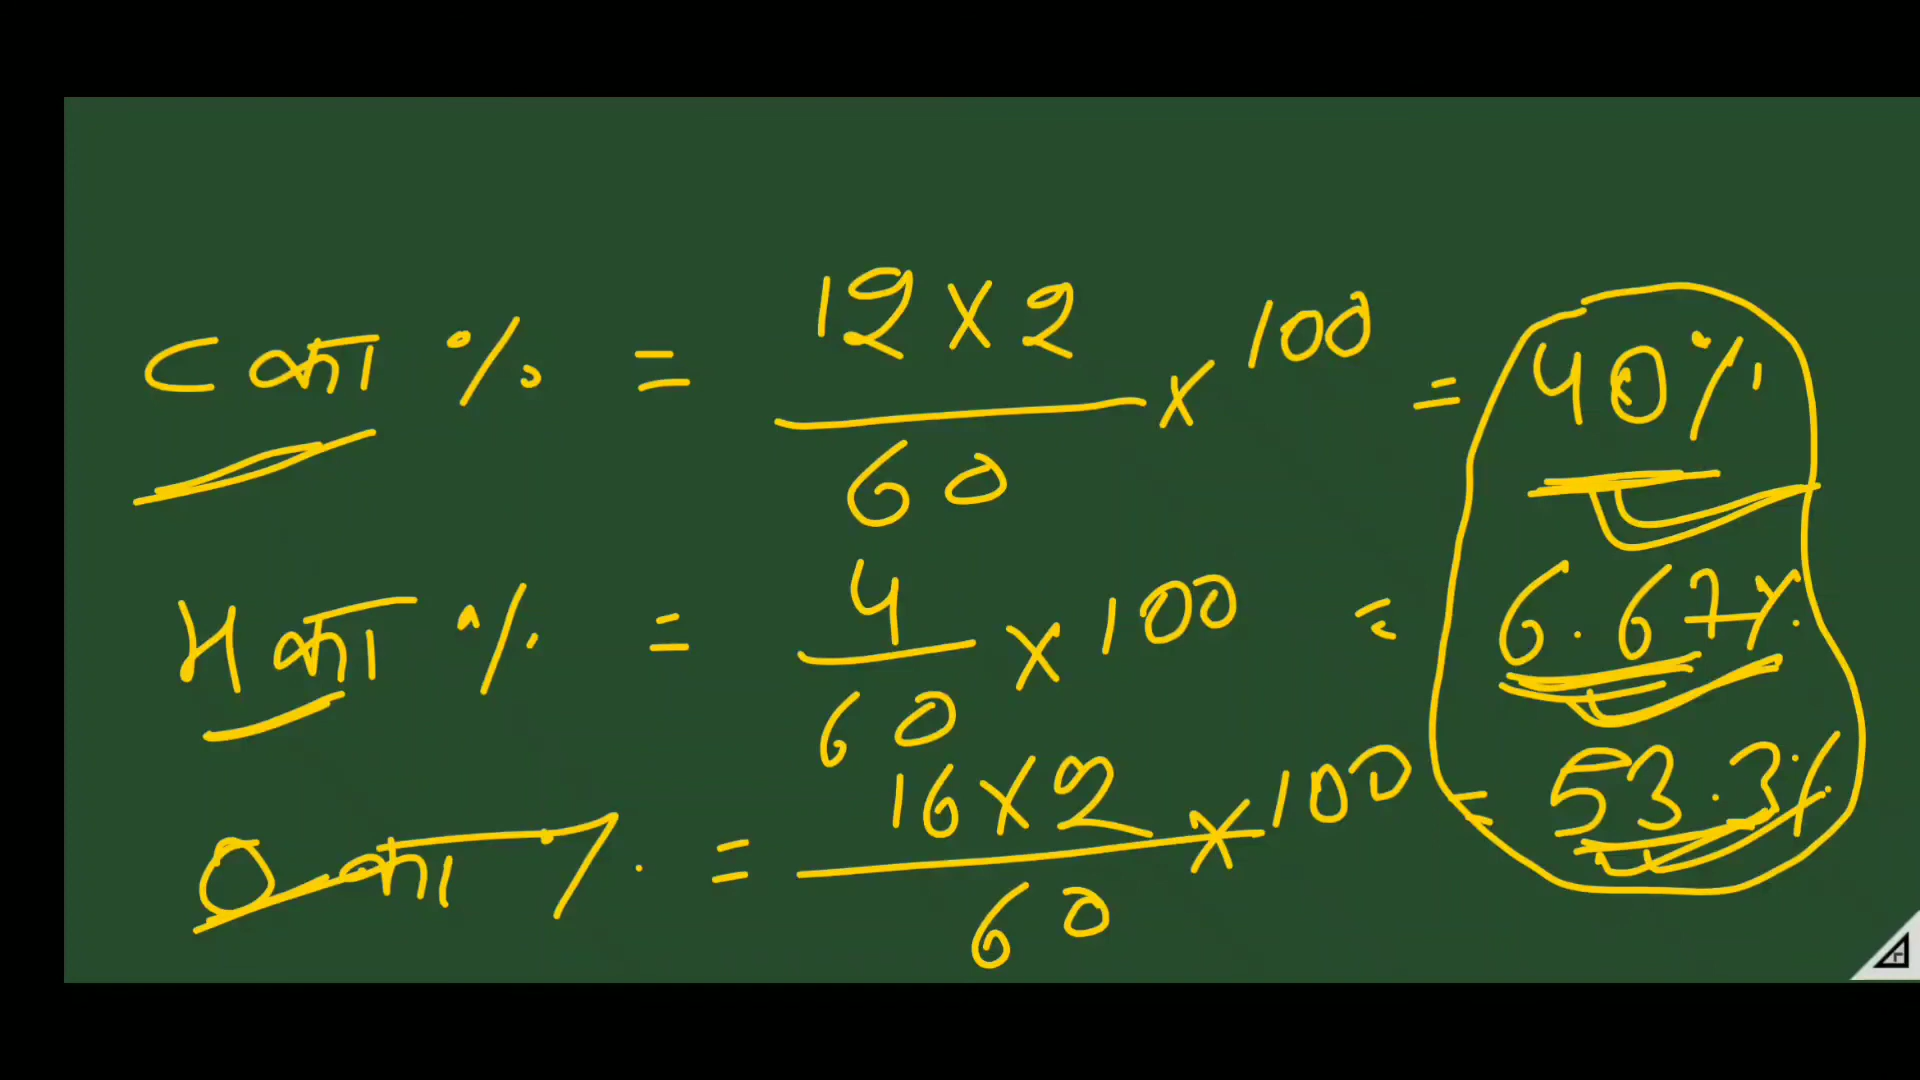 C का % = 12 x 2 / 60 x 100 = 40%
H का % = 4 / 60 x 100 = 6.67%
O का % = 16 x 2 / 60 x 100 = 53.3%